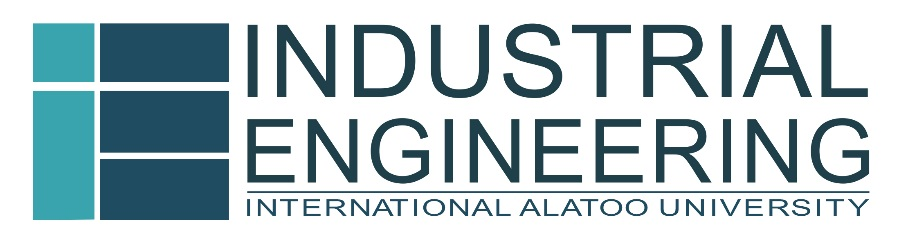 INDUSTRIAL
ENGINEERING
INTERNATIONAL ALATOO UNIVERSITY